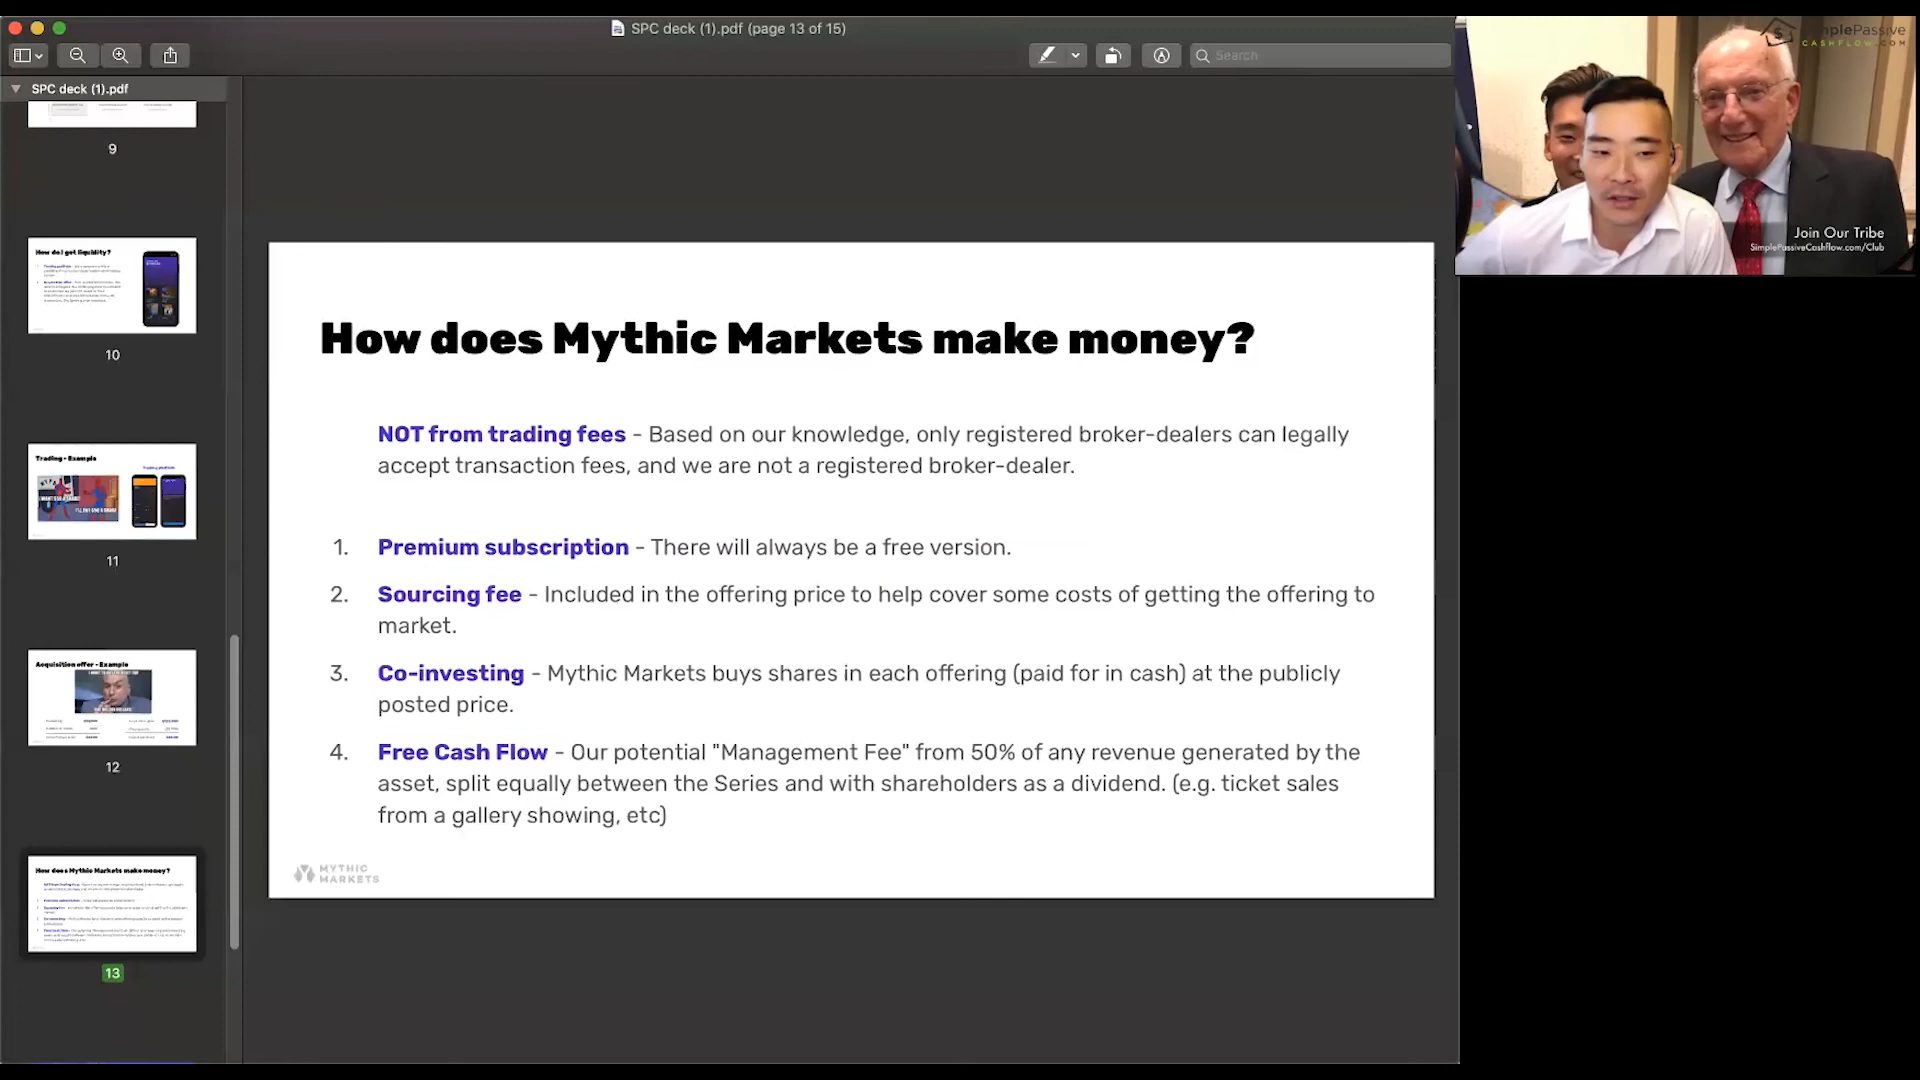 SPC deck (1).pdf (page 13 of 15)
Search
SPC deck (1).pdf
9
How do I get liquidity?
10
Trading - Example
11
Acquisition offer - Example
12
How does Mythic Markets make money?
13
How does Mythic Markets make money?
NOT from trading fees - Based on our knowledge, only registered broker-dealers can legally
accept transaction fees, and we are not a registered broker-dealer.
1. Premium subscription - There will always be a free version.
2. Sourcing fee - Included in the offering price to help cover some costs of getting the offering to
market.
3. Co-investing - Mythic Markets buys shares in each offering (paid for in cash) at the publicly
posted price.
4. Free Cash Flow - Our potential "Management Fee" from 50% of any revenue generated by the
asset, split equally between the Series and with shareholders as a dividend. (e.g. ticket sales
from a gallery showing, etc)
MYTHIC
MARKETS
SimplePassive
CASHFLOW.COM
Join Our Tribe
SimplePassiveCashflow.com/Club